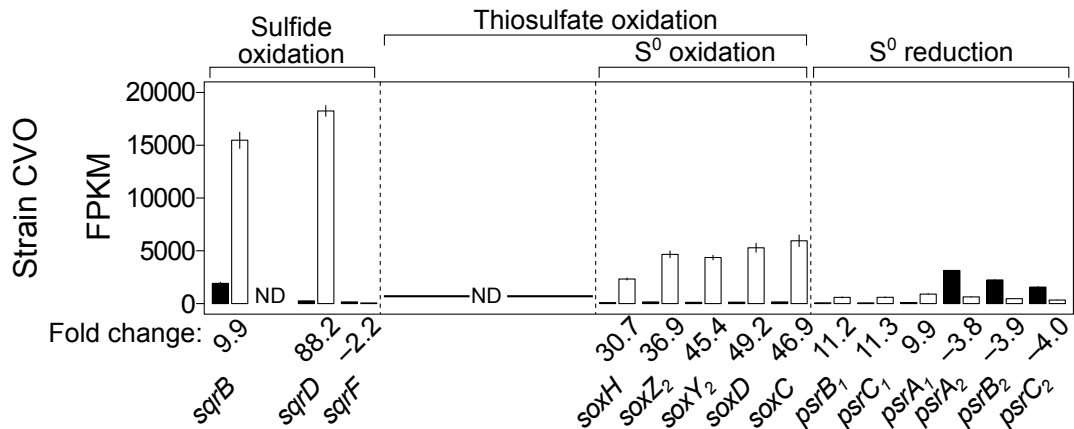 Thiosulfate oxidation
Sulfide oxidation
S⁰ oxidation
S⁰ reduction
Strain CVO
FPKM
20000
15000
10000
5000
0
ND
ND
Fold change: 9.9 88.2 –2.2 30.7 36.9 45.4 49.2 46.9 11.2 11.3 9.9 –3.8 –3.9 –4.0
sqrB sqrD sqrF soxH soxZ₂ soxY₂ soxD soxC psrB₁ psrC₁ psrA₁ psrA₂ psrB₂ psrC₂